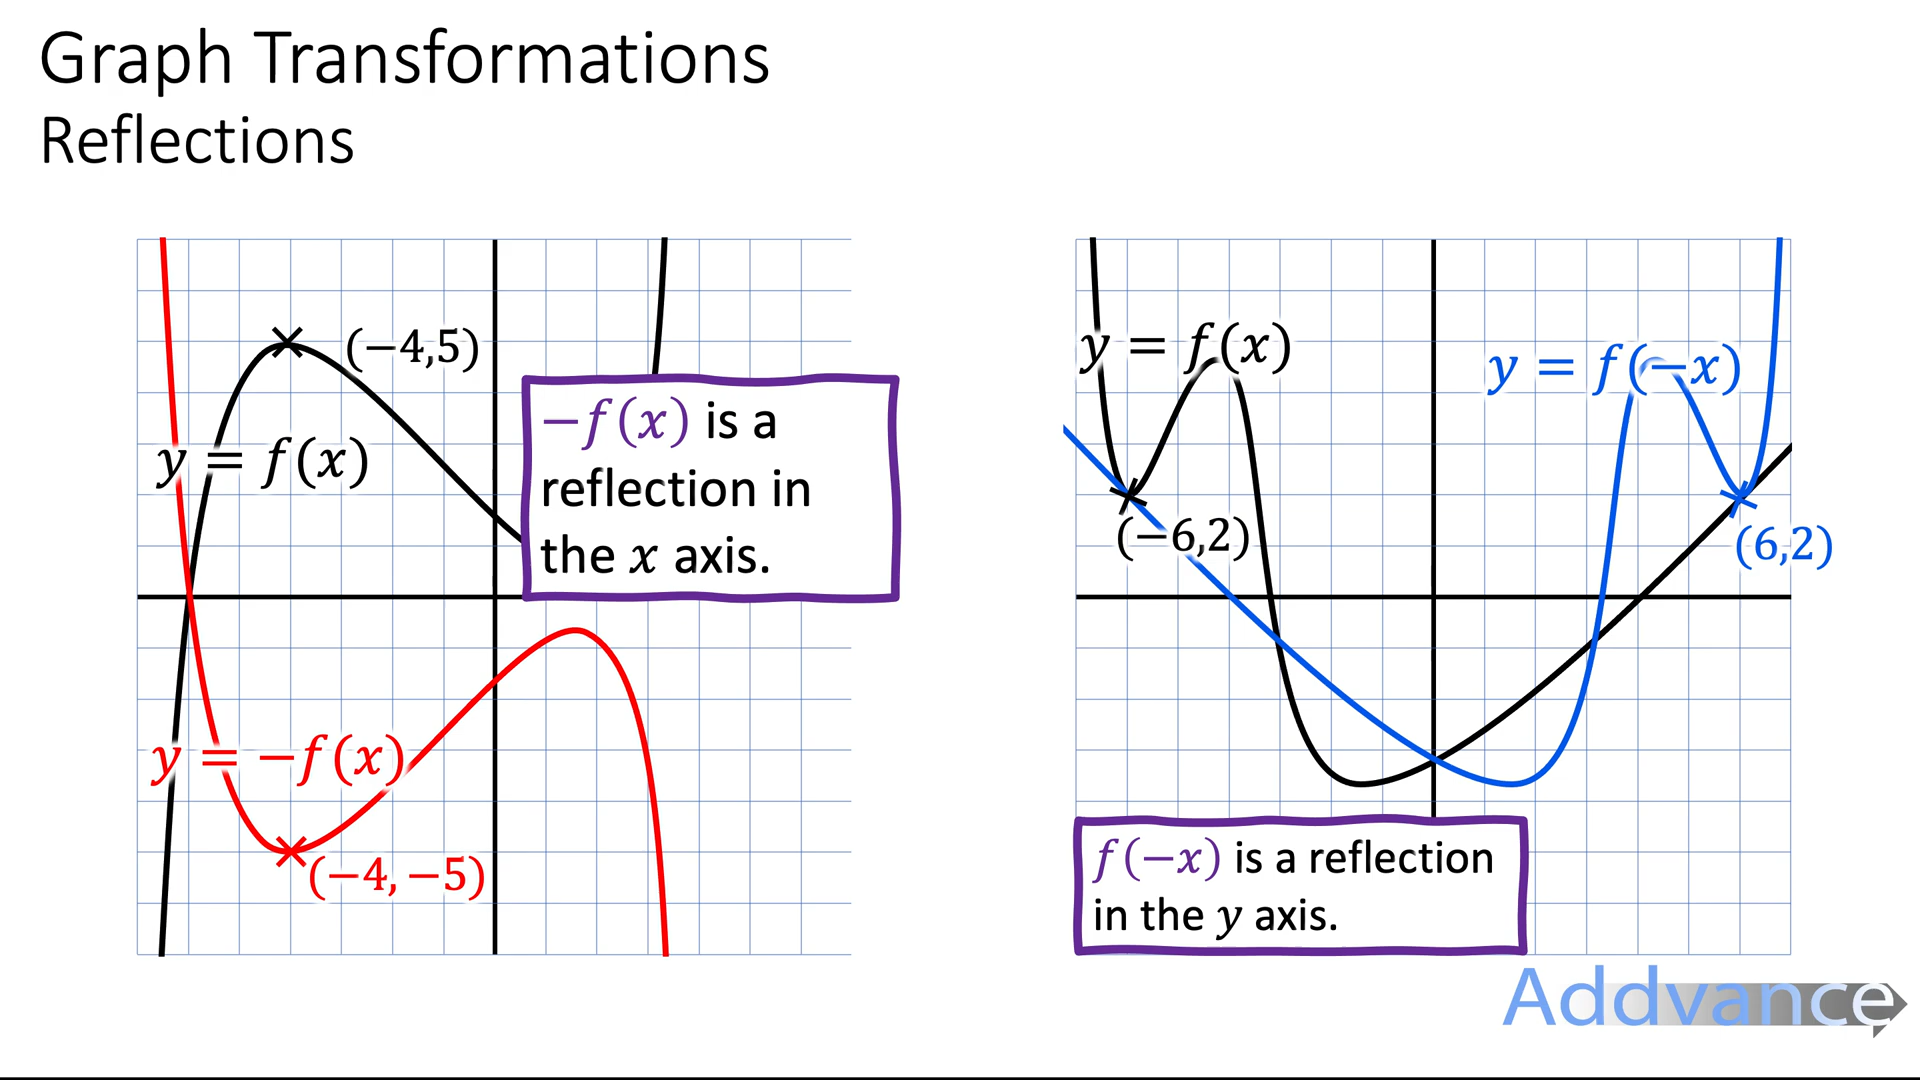 Graph Transformations
Reflections
(−4,5)
y = f(x)
−f(x) is a
reflection in
the x axis.
y = −f(x)
(−4, −5)
y = f(x)
y = f(−x)
(−6,2)
(6,2)
f(−x) is a reflection
in the y axis.
Addvance